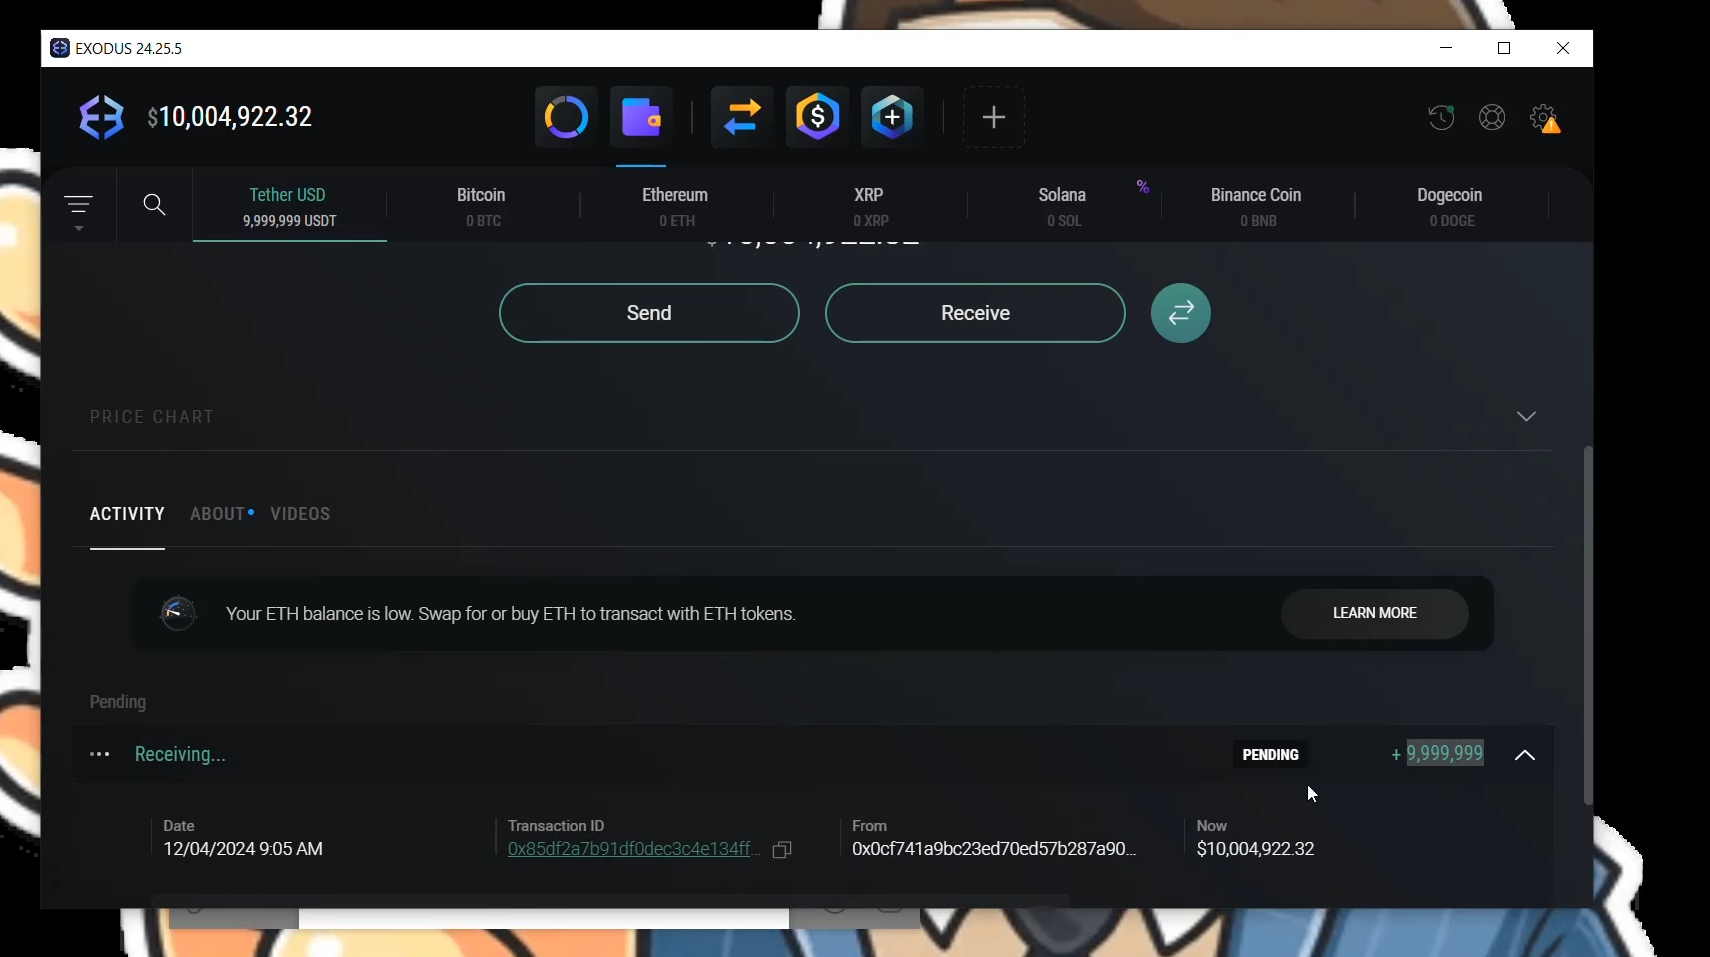 EXODUS 24.25.5
$10,004,922.32
Tether USD
9,999,999 USDT
Bitcoin
0 BTC
Ethereum
0 ETH
XRP
0 XRP
Solana
0 SOL
%
Binance Coin
0 BNB
Dogecoin
0 DOGE
Send
Receive
PRICE CHART
ACTIVITY
ABOUT
VIDEOS
Your ETH balance is low. Swap for or buy ETH to transact with ETH tokens.
LEARN MORE
Pending
Receiving...
PENDING
+ 9,999,999
Date
12/04/2024 9:05 AM
Transaction ID
0x85df2a7b91df0dec3c4e134ff...
From
0x0cf741a9bc23ed70ed57b287a90...
Now
$10,004,922.32